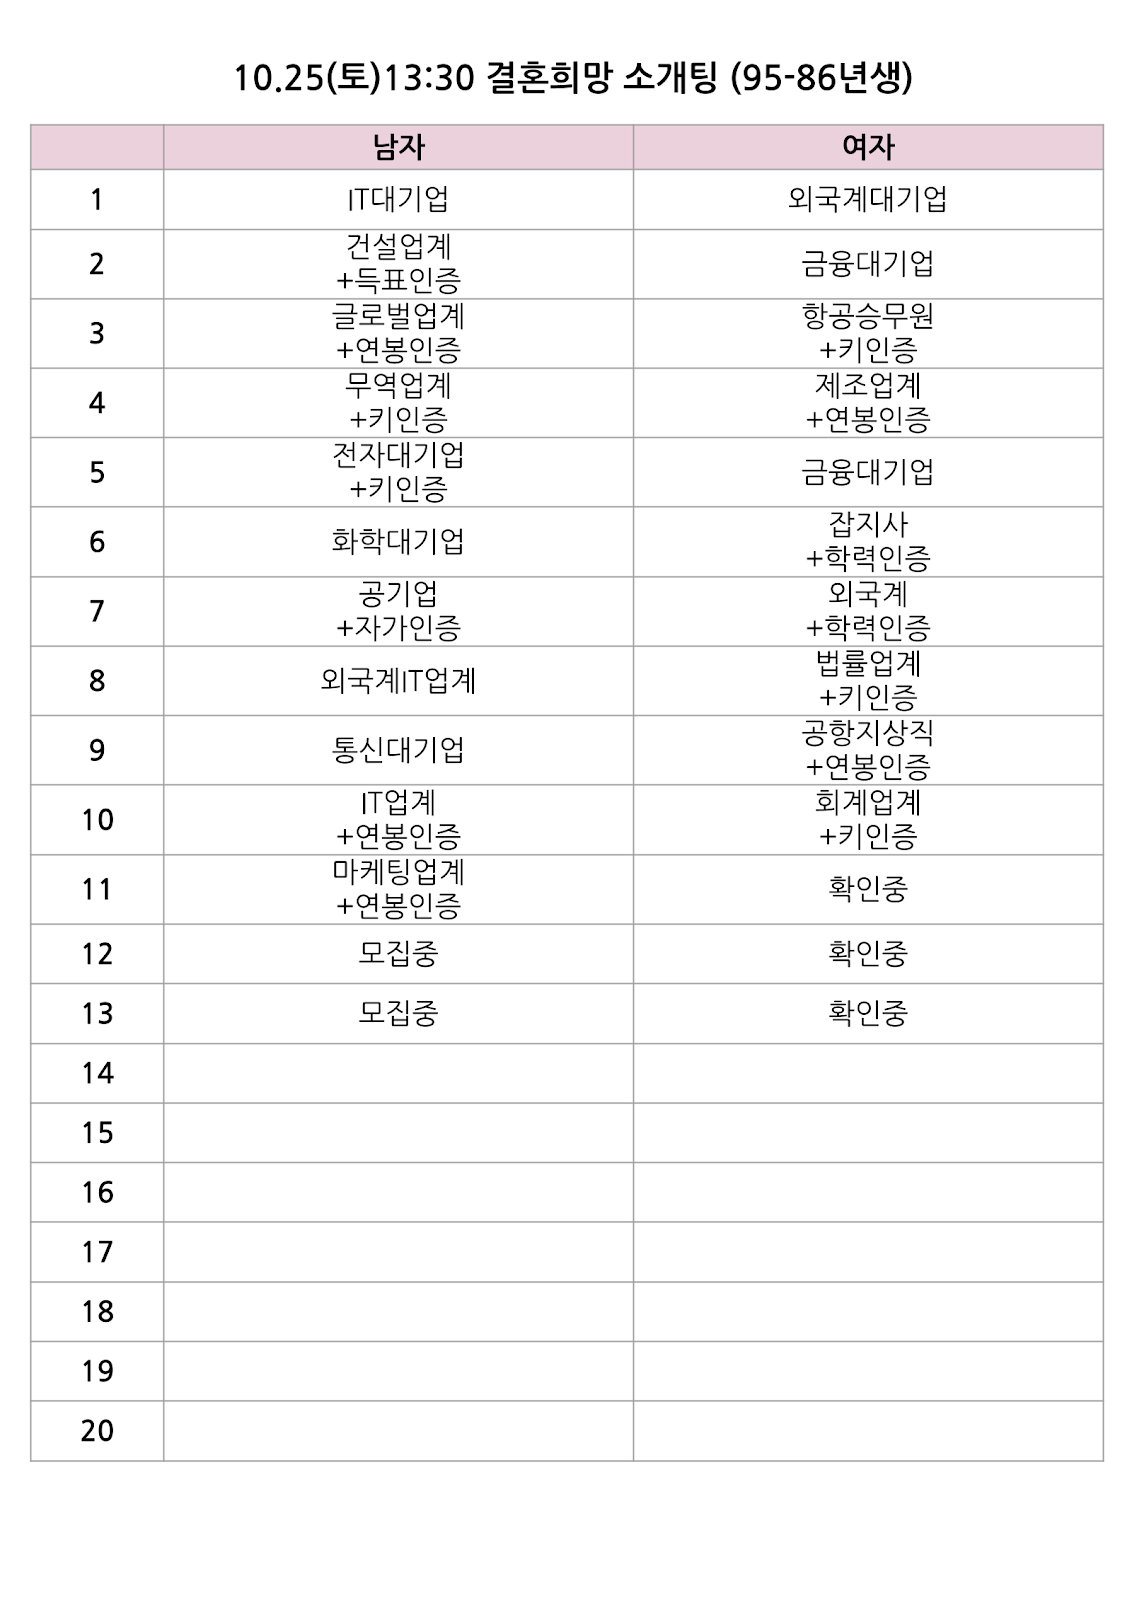 10.25(토)13:30 결혼희망 소개팅 (95-86년생)
남자 여자
1 IT대기업 외국계대기업
2 건설업계 금융대기업
+득표인증
3 글로벌업계 항공승무원
+연봉인증 +키인증
4 무역업계 제조업계
+키인증 +연봉인증
5 전자대기업 금융대기업
+키인증
6 화학대기업 잡지사
+학력인증
7 공기업 외국계
+자가인증 +학력인증
8 외국계IT업계 법률업계
+키인증
9 통신대기업 공항지상직
+연봉인증
10 IT업계 회계업계
+연봉인증 +키인증
11 마케팅업계 확인중
+연봉인증
12 모집중 확인중
13 모집중 확인중
14
15
16
17
18
19
20